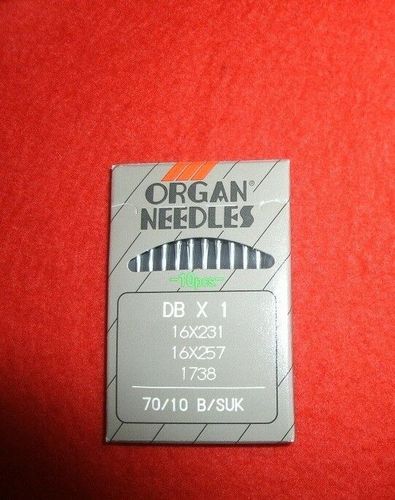 ORGAN®
NEEDLES
-10pcs-
DB X 1
16X231
16X257
1738
70/10 B/SUK